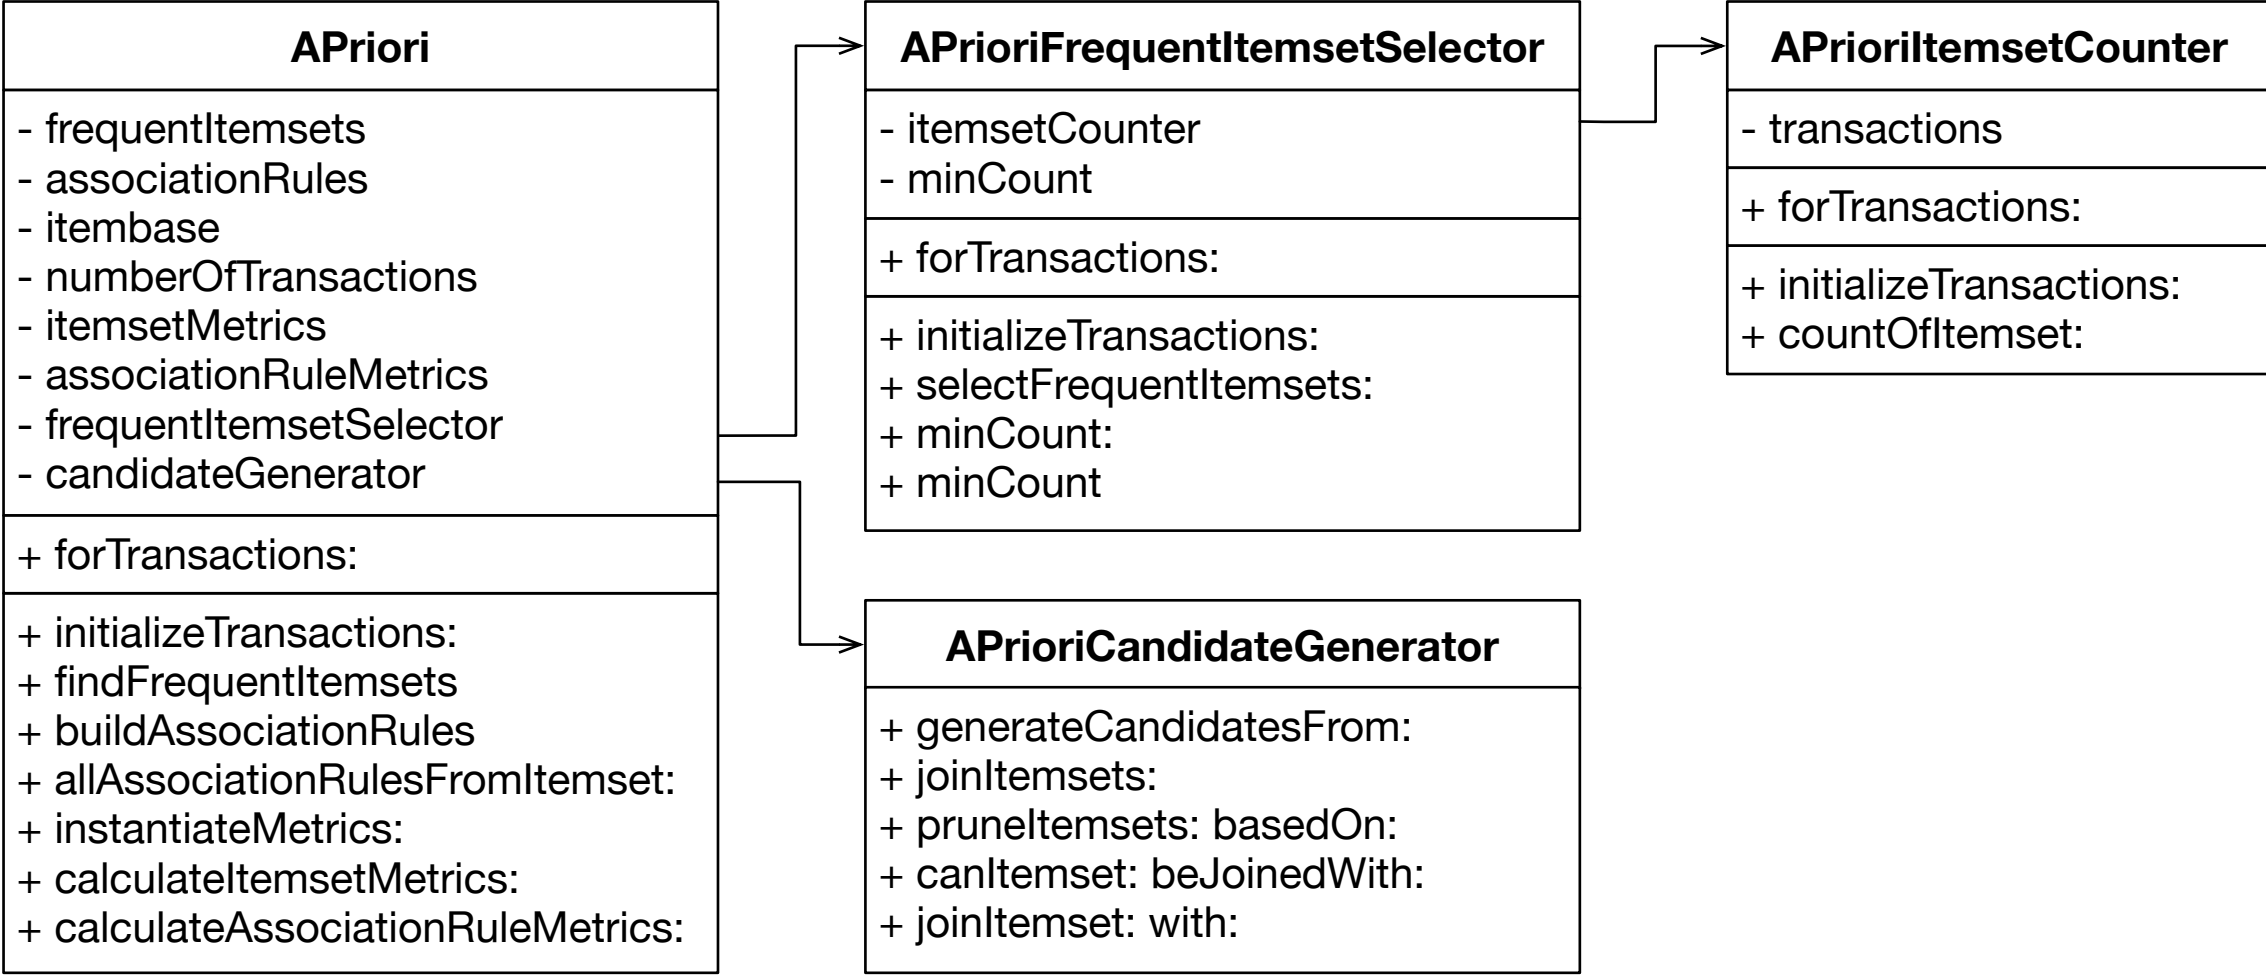 APriori
- frequentItemsets
- associationRules
- itembase
- numberOfTransactions
- itemsetMetrics
- associationRuleMetrics
- frequentItemsetSelector
- candidateGenerator
+ forTransactions:
+ initializeTransactions:
+ findFrequentItemsets
+ buildAssociationRules
+ allAssociationRulesFromItemset:
+ instantiateMetrics:
+ calculateItemsetMetrics:
+ calculateAssociationRuleMetrics:
APrioriFrequentItemsetSelector
- itemsetCounter
- minCount
+ forTransactions:
+ initializeTransactions:
+ selectFrequentItemsets:
+ minCount:
+ minCount
APrioriItemsetCounter
- transactions
+ forTransactions:
+ initializeTransactions:
+ countOfItemset:
APrioriCandidateGenerator
+ generateCandidatesFrom:
+ joinItemsets:
+ pruneItemsets: basedOn:
+ canItemset: beJoinedWith:
+ joinItemset: with: